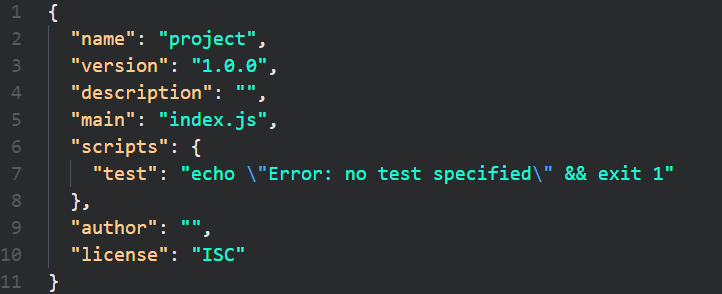 1 {
2   "name": "project",
3   "version": "1.0.0",
4   "description": "",
5   "main": "index.js",
6   "scripts": {
7     "test": "echo \"Error: no test specified\" && exit 1"
8   },
9   "author": "",
10   "license": "ISC"
11 }